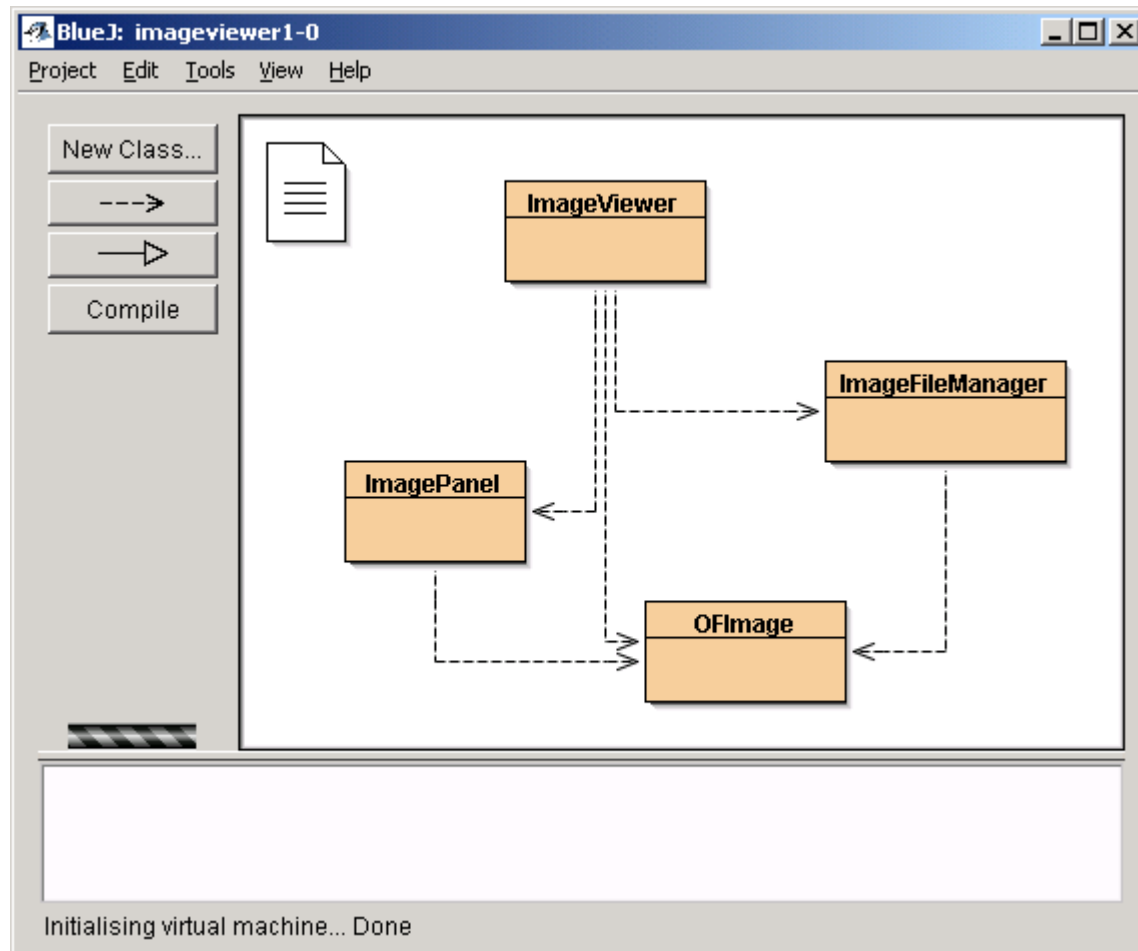 BlueJ: imageviewer1-0
Project Edit Tools View Help
New Class...
Compile
ImageViewer
ImageFileManager
ImagePanel
OFImage
Initialising virtual machine... Done